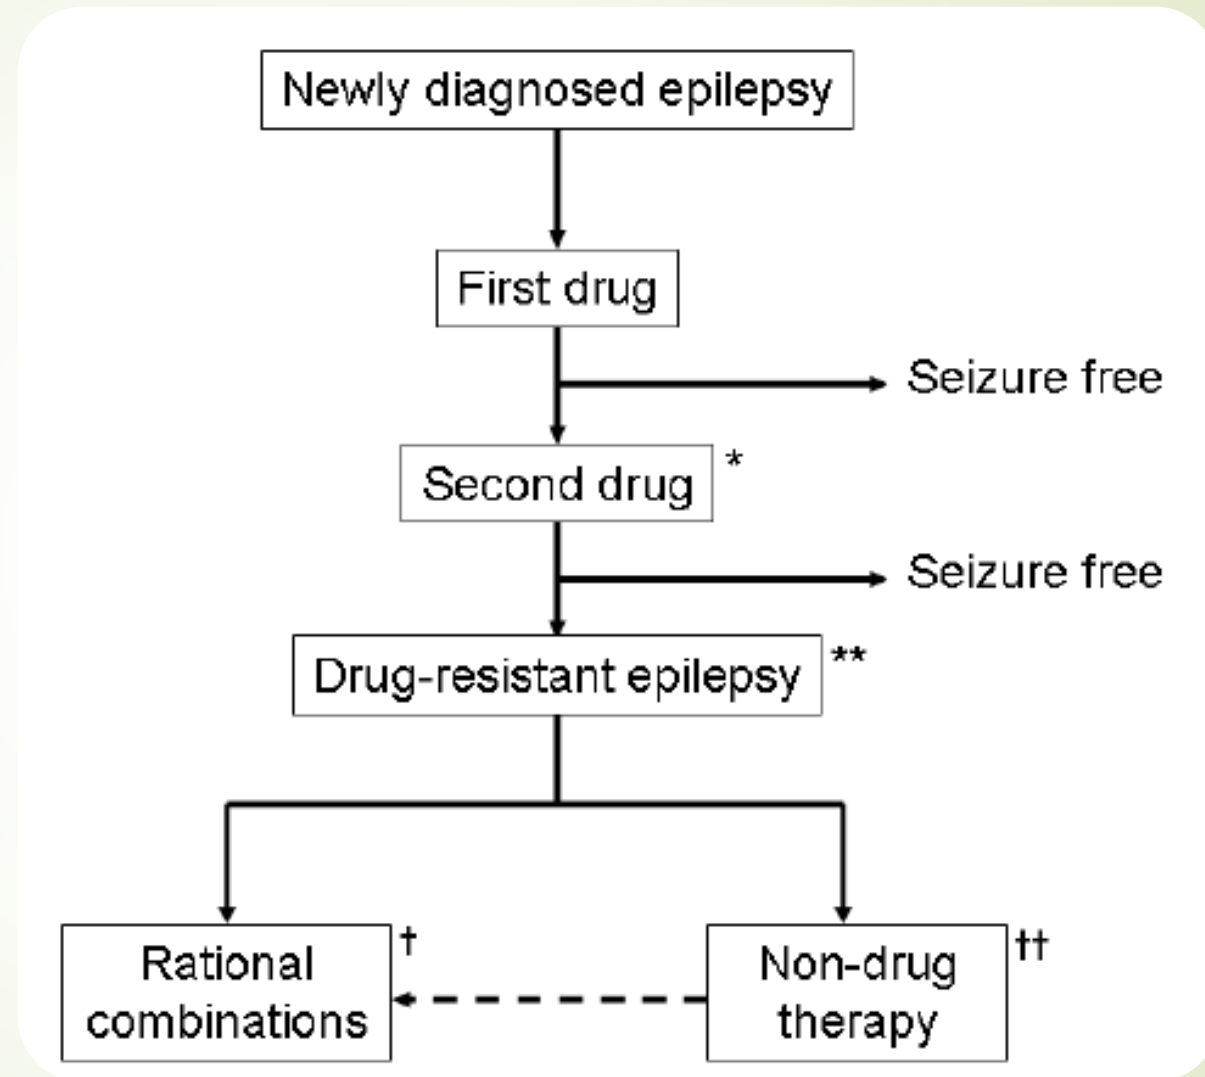 Newly diagnosed epilepsy
First drug
Seizure free
Second drug *
Seizure free
Drug-resistant epilepsy **
Rational
combinations †
Non-drug
therapy ††